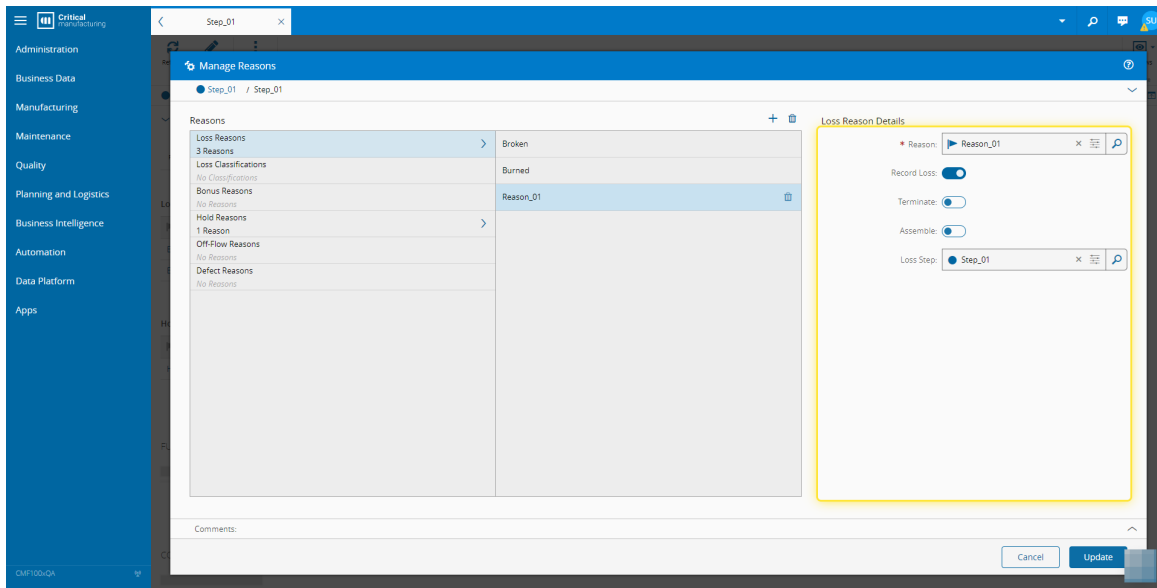 Critical
manufacturing
Step_01
SU
Administration
Business Data
Manufacturing
Maintenance
Quality
Planning and Logistics
Business Intelligence
Automation
Data Platform
Apps
CMF100xQA
Manage Reasons
Step_01 / Step_01
Reasons
Loss Reasons
3 Reasons
Loss Classifications
No Classifications
Bonus Reasons
No Reasons
Hold Reasons
1 Reason
Off-Flow Reasons
No Reasons
Defect Reasons
No Reasons
Broken
Burned
Reason_01
Loss Reason Details
* Reason: Reason_01
Record Loss:
Terminate:
Assemble:
Loss Step: Step_01
Comments:
Cancel Update